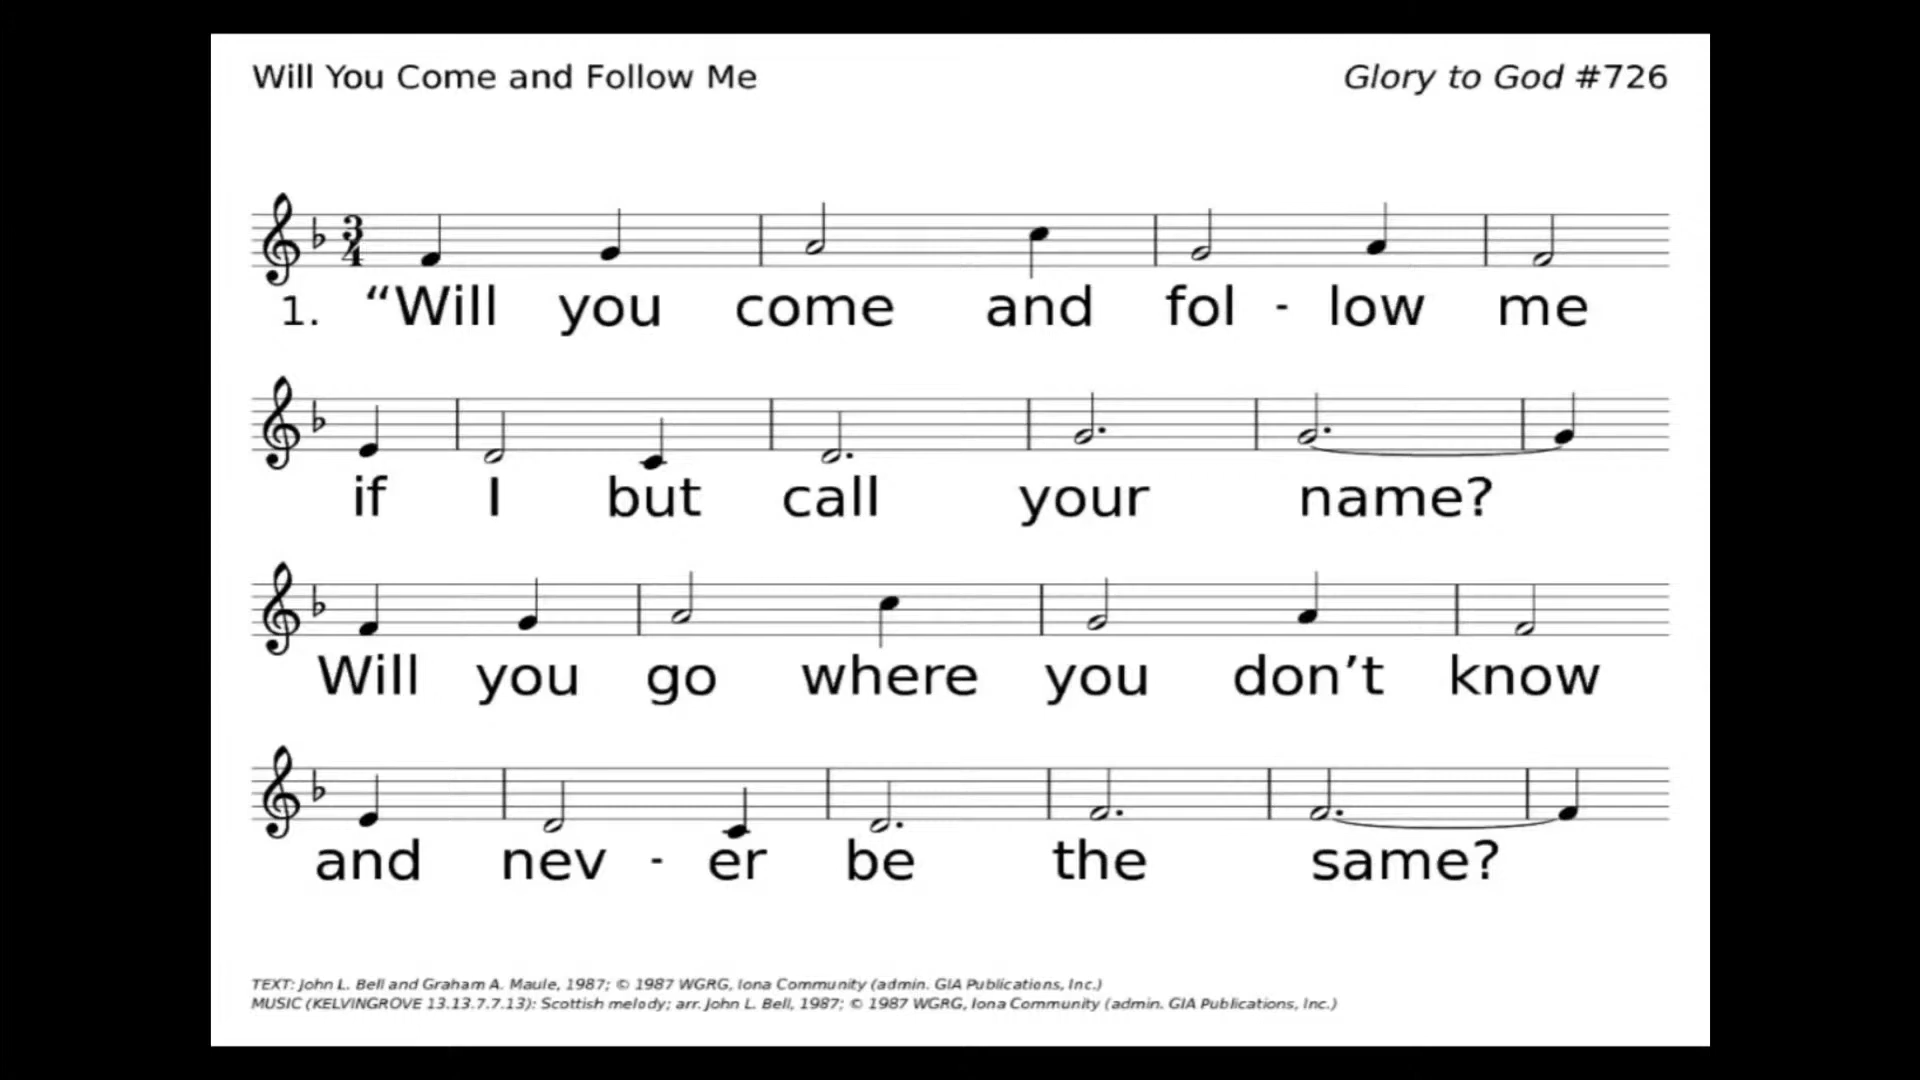 Will You Come and Follow Me
Glory to God #726
1. “Will you come and fol - low me
if I but call your name?
Will you go where you don’t know
and nev - er be the same?
TEXT: John L. Bell and Graham A. Maule, 1987; © 1987 WGRG, Iona Community (admin. GIA Publications, Inc.)
MUSIC (KELVINGROVE 13.13.7.7.13): Scottish melody; arr. John L. Bell, 1987; © 1987 WGRG, Iona Community (admin. GIA Publications, Inc.)